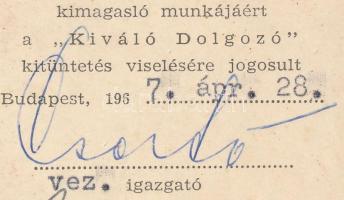 kimagasló munkájáért
a „Kiváló Dolgozó"
kitüntetés viselésére jogosult
Budapest, 196 7. ápr. 28.
vez. igazgató